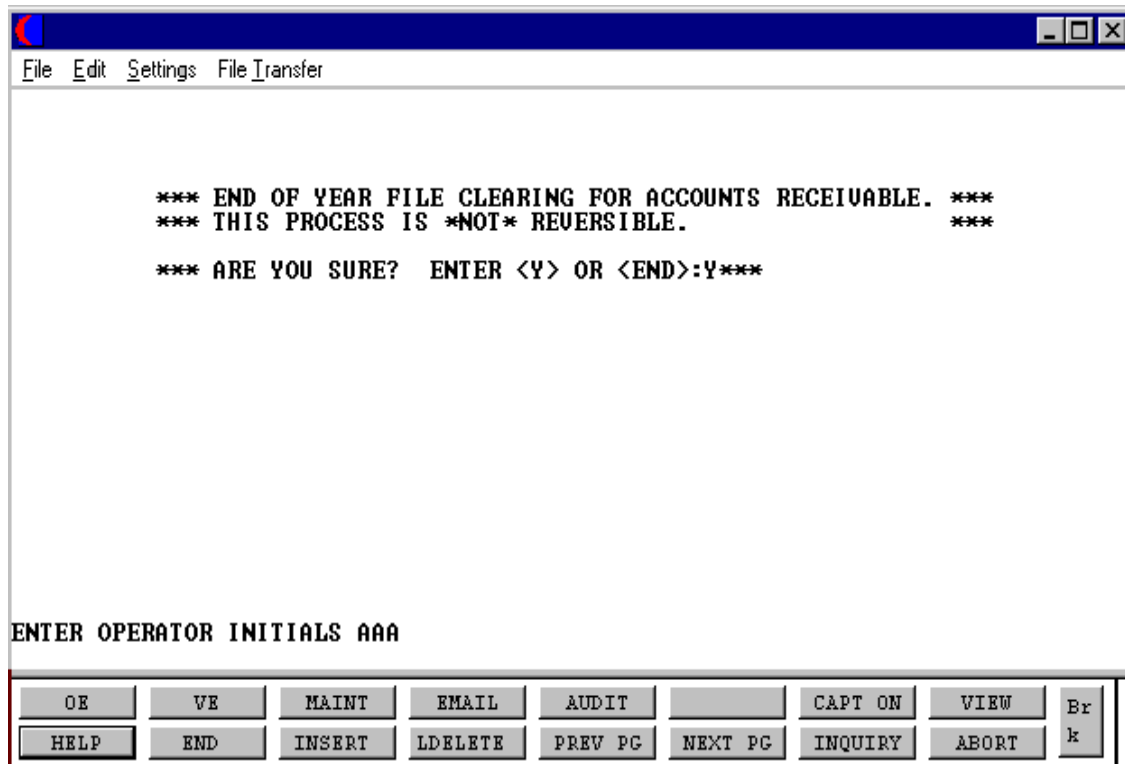 File Edit Settings File Transfer
*** END OF YEAR FILE CLEARING FOR ACCOUNTS RECEIVABLE. ***
*** THIS PROCESS IS *NOT* REVERSIBLE. ***
*** ARE YOU SURE? ENTER <Y> OR <END>:Y***
ENTER OPERATOR INITIALS AAA
OE VE MAINT EMAIL AUDIT CAPT ON VIEW Br
HELP END INSERT LDELETE PREV PG NEXT PG INQUIRY ABORT k